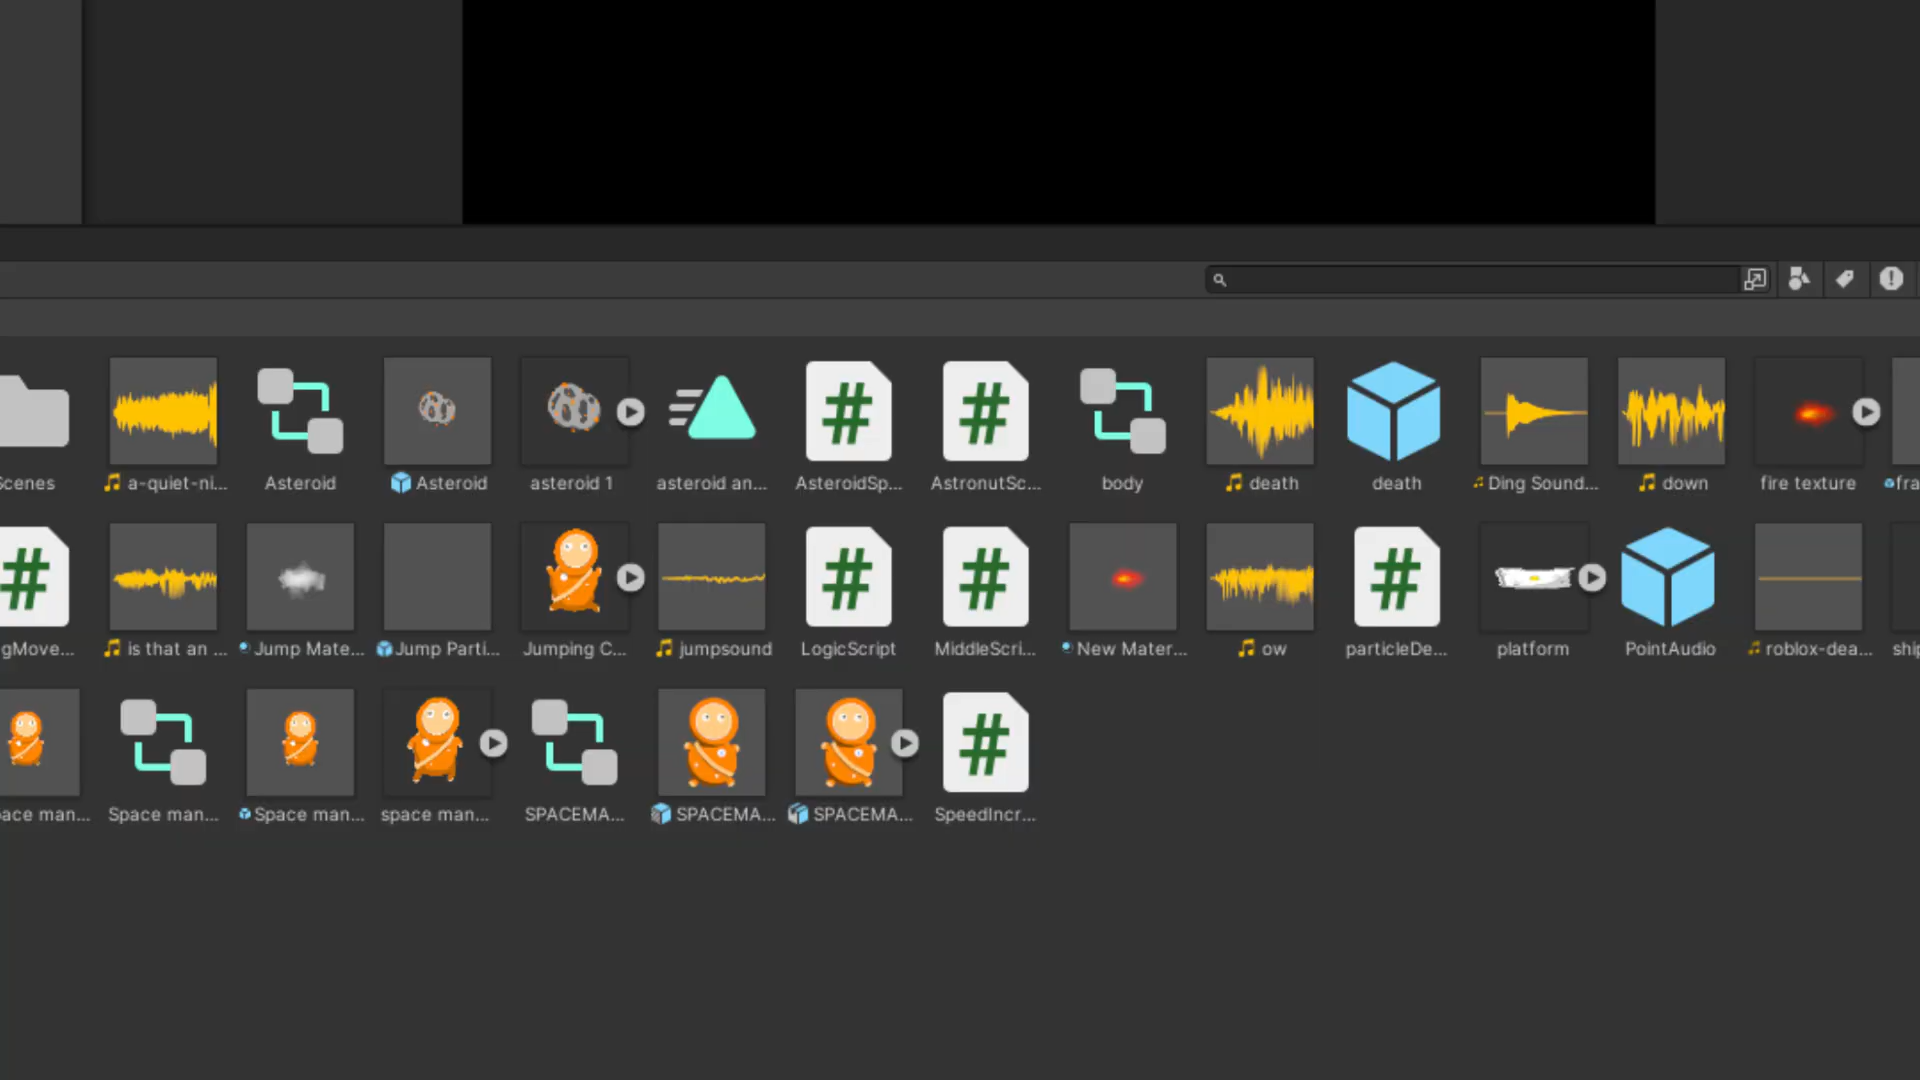 Scenes a-quiet-ni... Asteroid Asteroid asteroid 1 asteroid an... AsteroidSp... AstronutSc... body death death Ding Sound... down fire texture fra
gMove... is that an ... Jump Mate... Jump Parti... Jumping C... jumpsound LogicScript MiddleScri... New Mater... ow particleDe... platform PointAudio roblox-dea... ship
ace man... Space man... Space man... space man... SPACEMA... SPACEMA... SPACEMA... SpeedIncr...